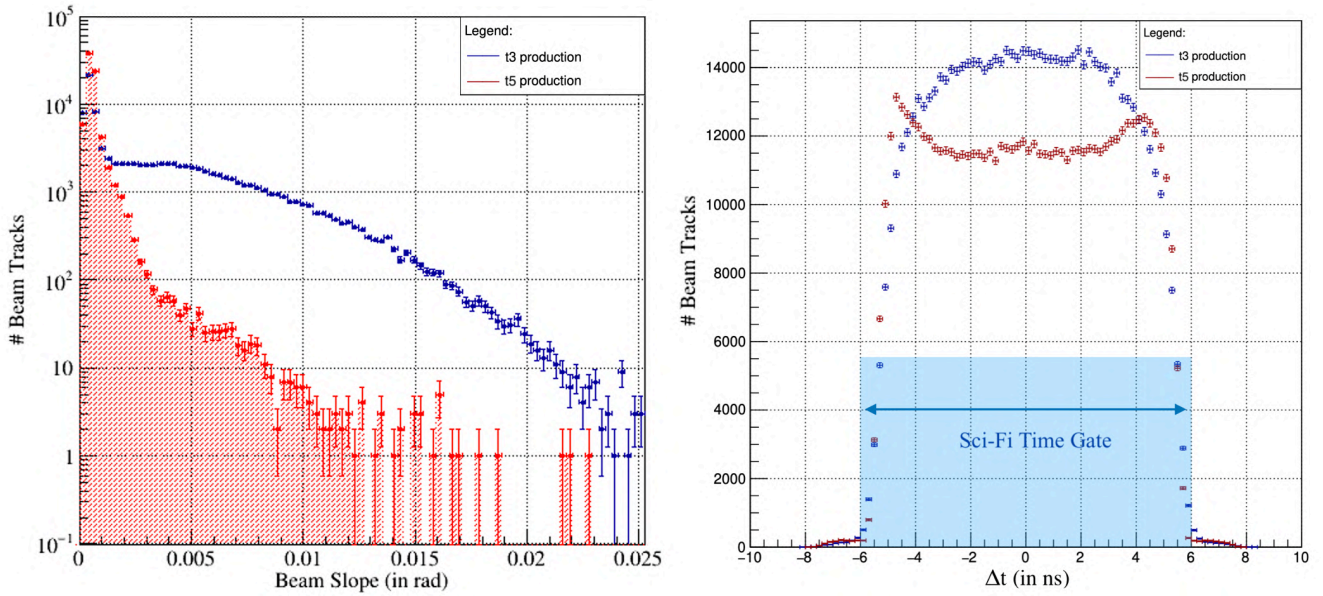 10^5
10^4
10^3
10^2
10
1
10^−1
# Beam Tracks
Legend:
t3 production
t5 production
0 0.005 0.01 0.015 0.02 0.025
Beam Slope (in rad)
14000
12000
10000
8000
6000
4000
2000
0
# Beam Tracks
Legend:
t3 production
t5 production
Sci-Fi Time Gate
−10 −8 −6 −4 −2 0 2 4 6 8 10
Δt (in ns)